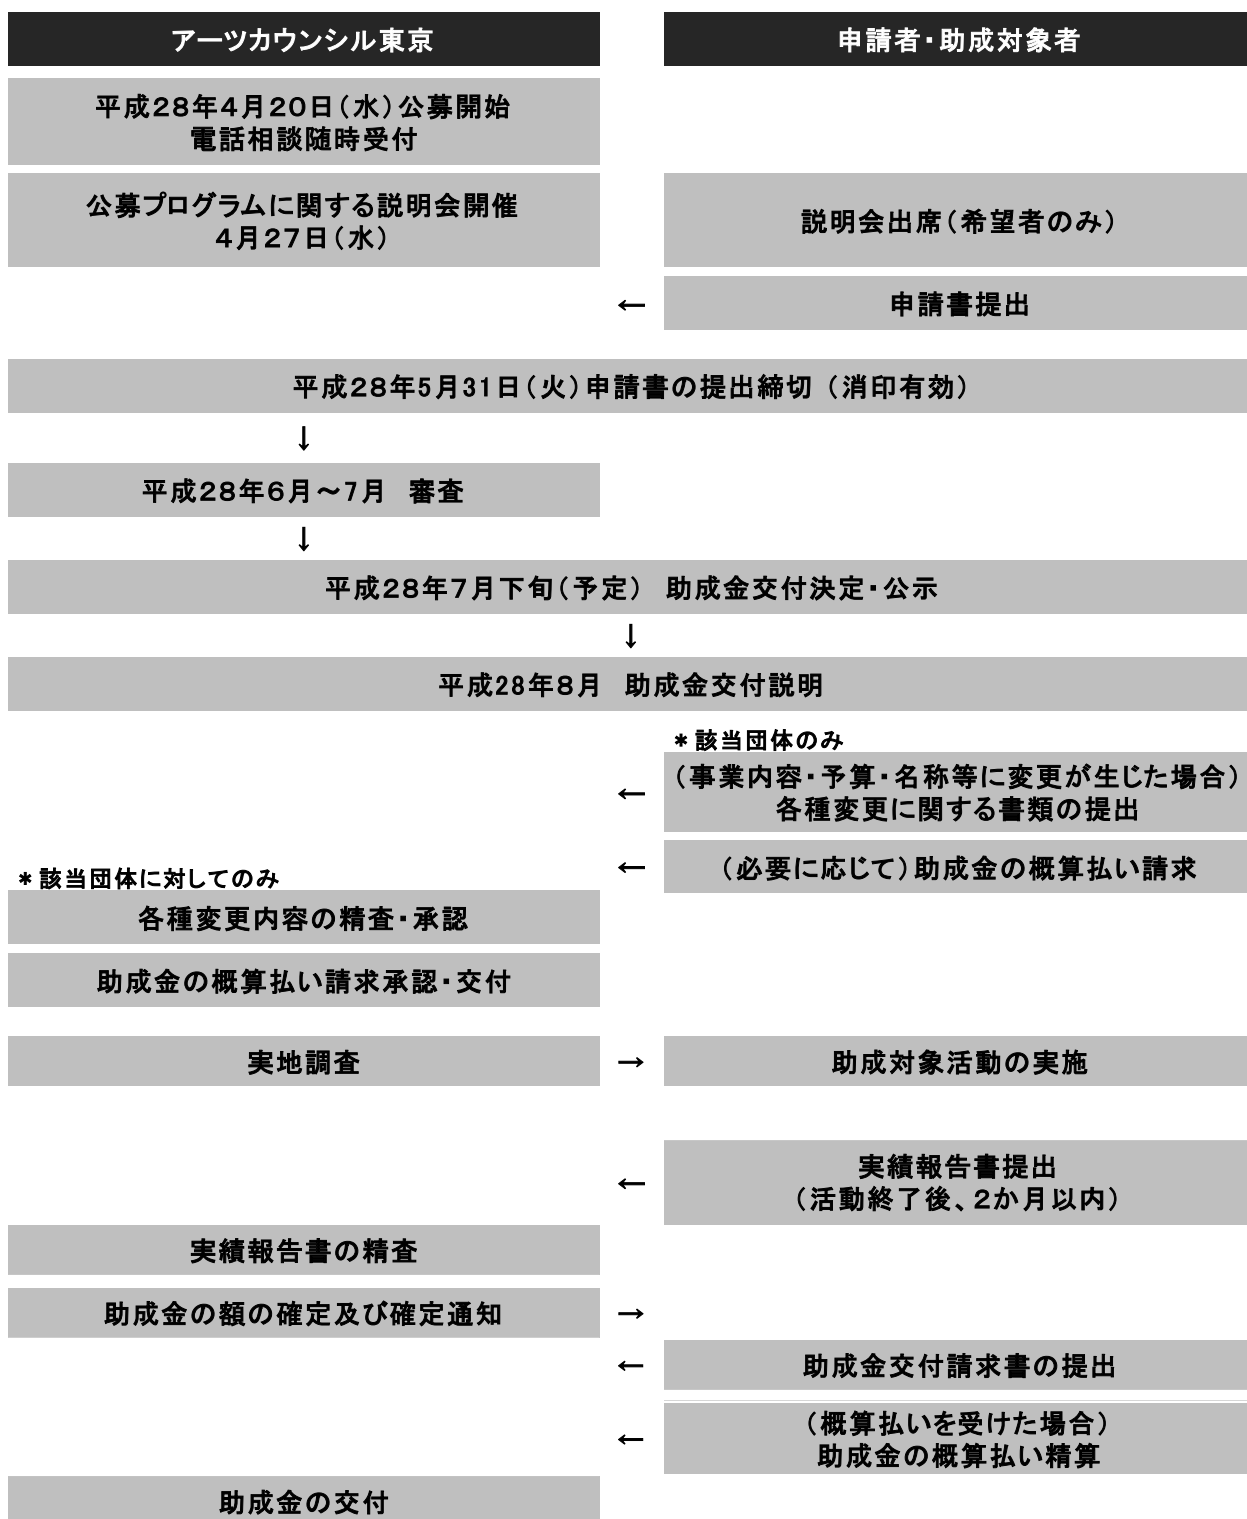 アーツカウンシル東京
申請者・助成対象者
平成28年4月20日（水）公募開始
電話相談随時受付
公募プログラムに関する説明会開催
4月27日（水）
説明会出席（希望者のみ）
←
申請書提出
平成28年5月31日（火）申請書の提出締切（消印有効）
↓
平成28年6月～7月　審査
↓
平成28年7月下旬（予定）　助成金交付決定・公示
↓
平成28年8月　助成金交付説明
＊該当団体のみ
←
（事業内容・予算・名称等に変更が生じた場合）
各種変更に関する書類の提出
←
（必要に応じて）助成金の概算払い請求
＊該当団体に対してのみ
各種変更内容の精査・承認
助成金の概算払い請求承認・交付
実地調査
→
助成対象活動の実施
←
実績報告書提出
（活動終了後、2か月以内）
実績報告書の精査
助成金の額の確定及び確定通知
→
←
助成金交付請求書の提出
←
（概算払いを受けた場合）
助成金の概算払い精算
助成金の交付